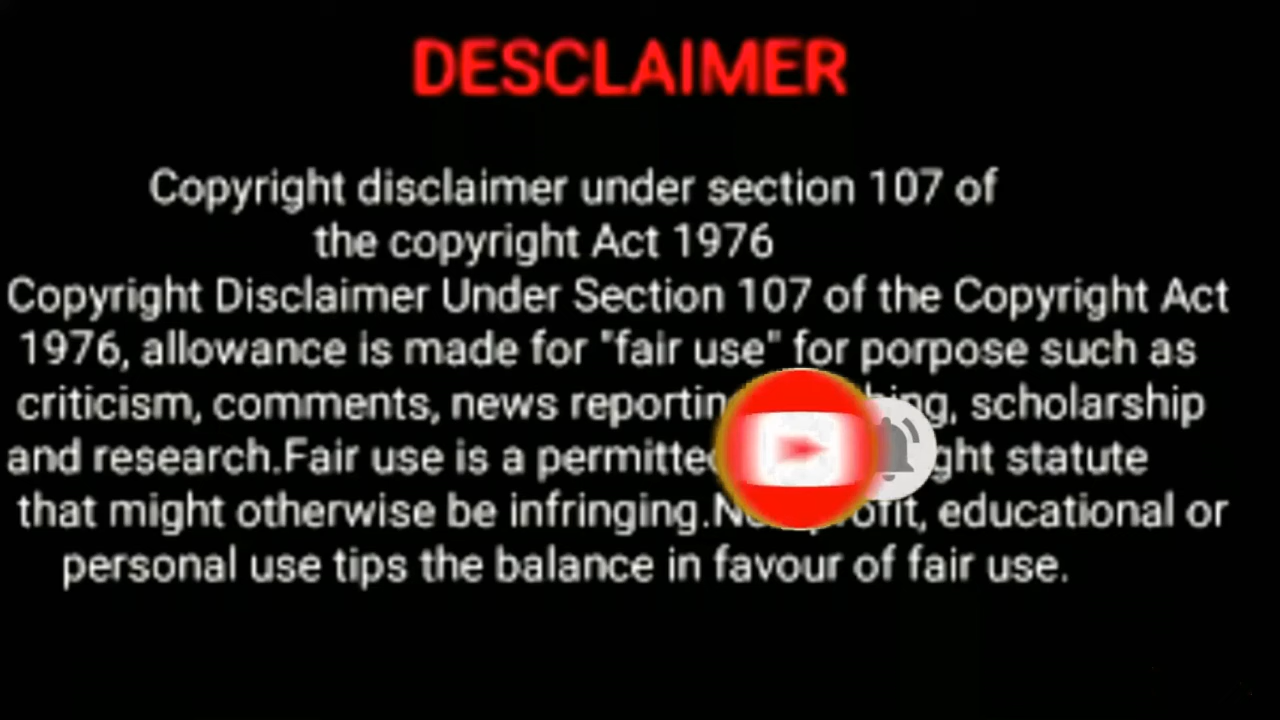 DESCLAIMER
Copyright disclaimer under section 107 of
the copyright Act 1976
Copyright Disclaimer Under Section 107 of the Copyright Act
1976, allowance is made for "fair use" for porpose such as
criticism, comments, news scholarship
and research.Fair use is a statute
that might otherwise be infringing. educational or
personal use tips the balance in favour of fair use.